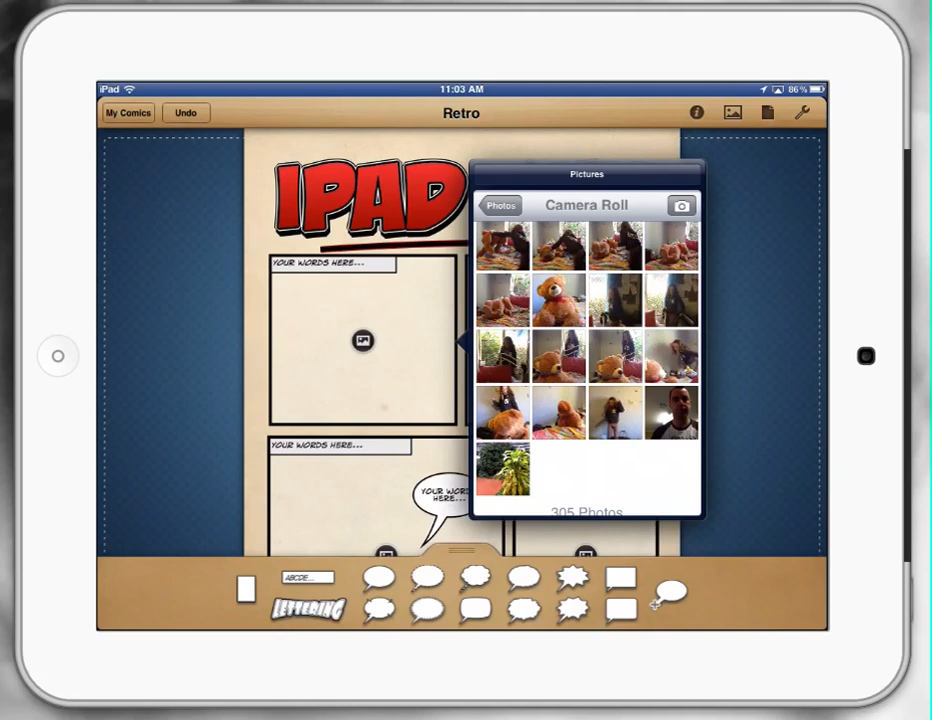 iPad 11:03 AM 86%
My Comics Undo Retro
IPAD
Pictures
Photos Camera Roll
YOUR WORDS HERE...
YOUR WORDS HERE...
YOUR
HERE...
305 Photos
ABCDE...
LETTERING